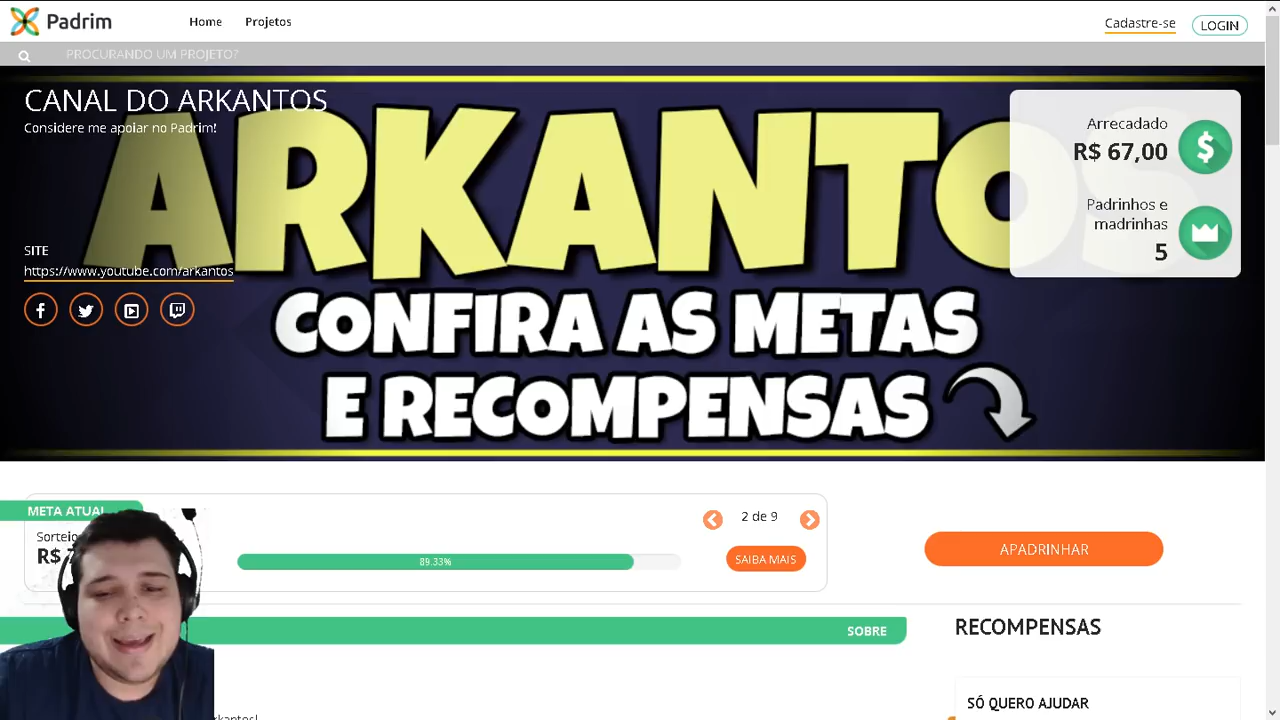 Padrim
Home
Projetos
Cadastre-se
LOGIN
PROCURANDO UM PROJETO?
CANAL DO ARKANTOS
Considere me apoiar no Padrim!
ARKANTOS
CONFIRA AS METAS
E RECOMPENSAS
SITE
https://www.youtube.com/arkantos
Arrecadado
R$ 67,00
Padrinhos e
madrinhas
5
META ATUAL
Sorteio
R$
2 de 9
89.33%
SAIBA MAIS
APADRINHAR
SOBRE
RECOMPENSAS
SÓ QUERO AJUDAR